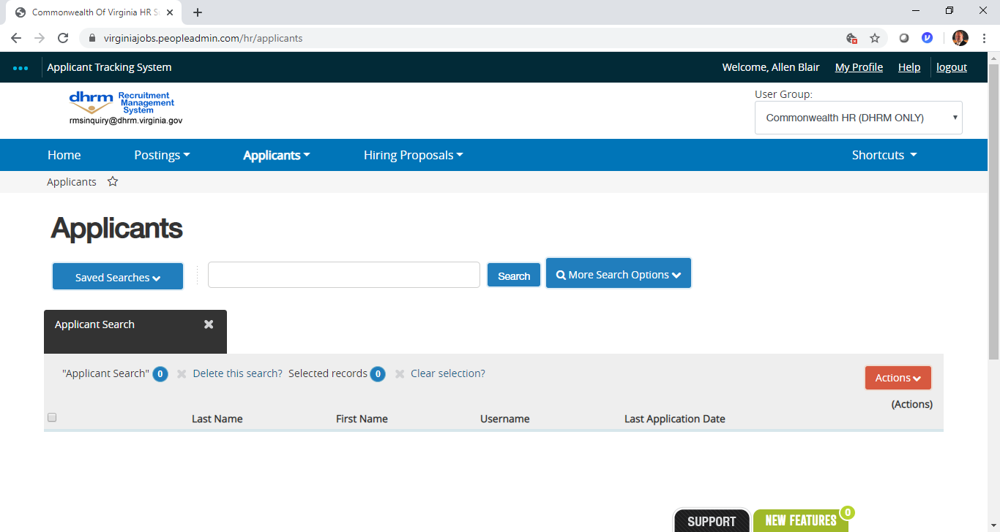 Commonwealth Of Virginia HR S
virginiajobs.peopleadmin.com/hr/applicants
Applicant Tracking System
Welcome, Allen Blair My Profile Help logout
dhrm Recruitment
Management
System
rmsinquiry@dhrm.virginia.gov
User Group:
Commonwealth HR (DHRM ONLY)
Home Postings Applicants Hiring Proposals Shortcuts
Applicants
Applicants
Saved Searches Search More Search Options
Applicant Search
"Applicant Search" 0 Delete this search? Selected records 0 Clear selection? Actions
(Actions)
Last Name First Name Username Last Application Date
SUPPORT NEW FEATURES 0